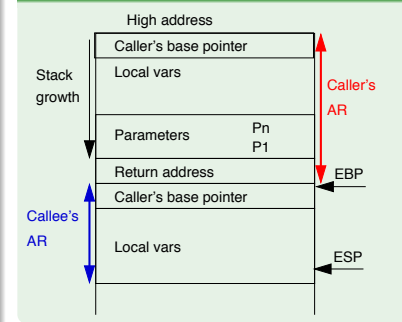 High address
Caller's base pointer
Local vars
Stack
growth
Caller's
AR
Parameters
Pn
P1
Return address
EBP
Caller's base pointer
Callee's
AR
Local vars
ESP